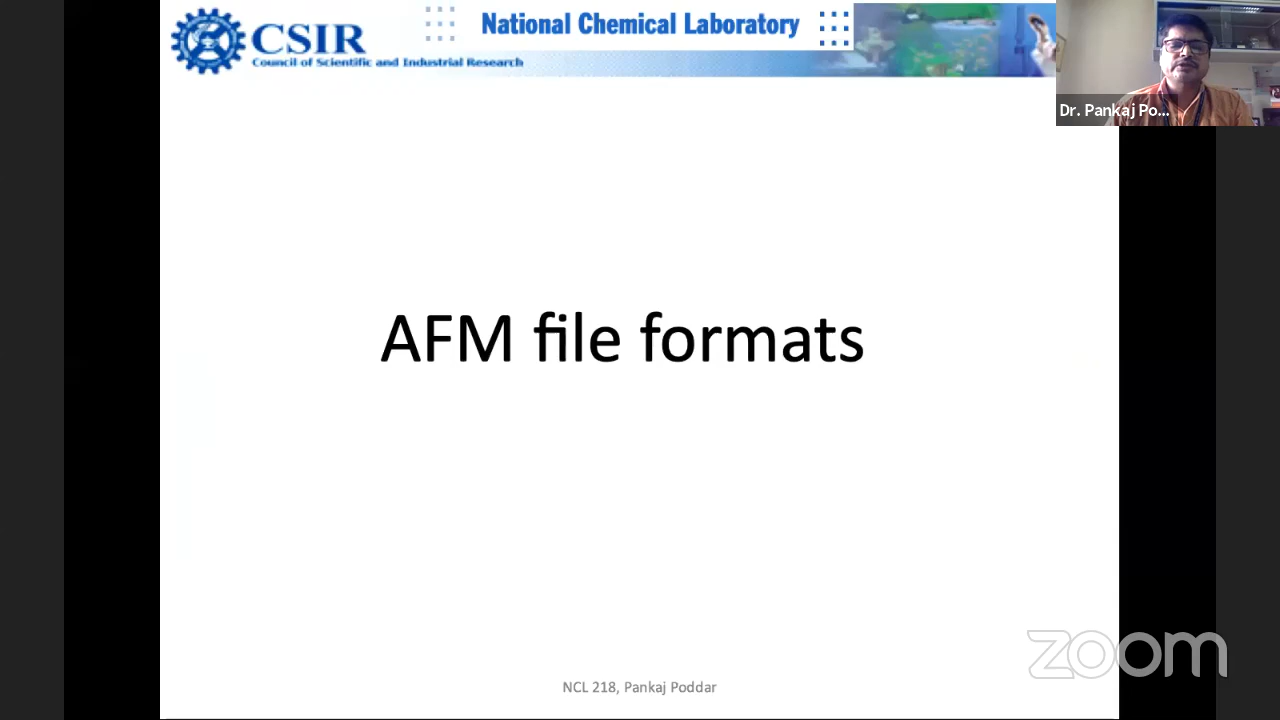 CSIR
Council of Scientific and Industrial Research
National Chemical Laboratory
Dr. Pankaj Po...
AFM file formats
zoom
NCL 218, Pankaj Poddar